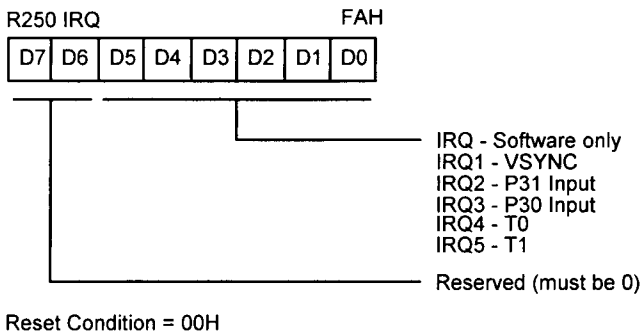 R250 IRQ FAH
D7 D6 D5 D4 D3 D2 D1 D0
IRQ - Software only
IRQ1 - VSYNC
IRQ2 - P31 Input
IRQ3 - P30 Input
IRQ4 - T0
IRQ5 - T1
Reserved (must be 0)
Reset Condition = 00H